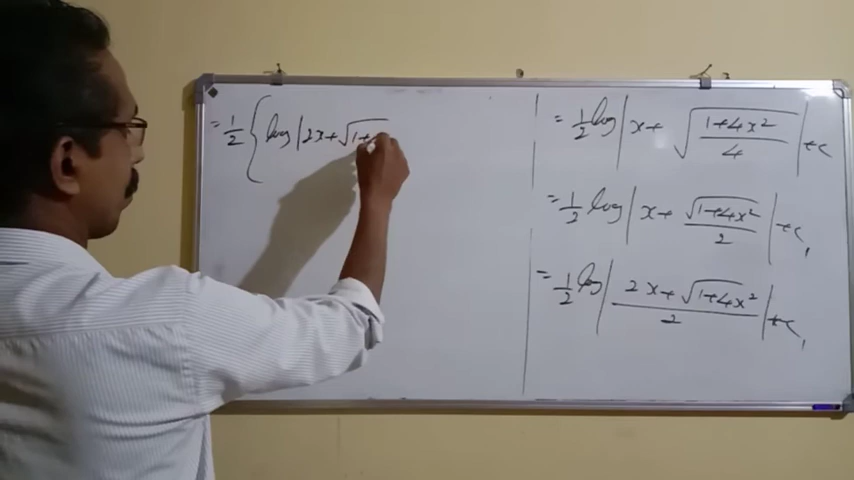 = 1/2 { log | 2x + √1+
= 1/2 log | x + √(1+4x²)/4 | + c
= 1/2 log | x + √1+4x² / 2 | + c₁
= 1/2 log | 2x + √1+4x² / 2 | + c₁